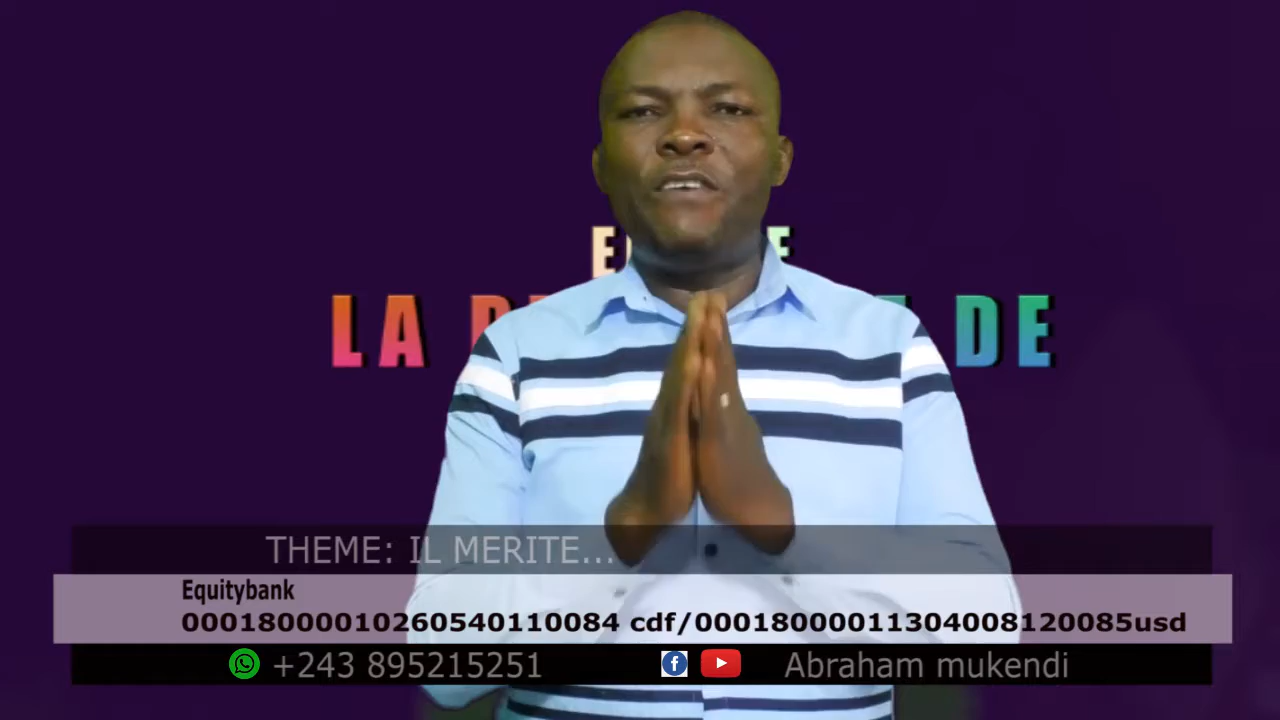 LA DE
THEME: IL MERITE...
Equitybank
00018000010260540110084 cdf/00018000011304008120085usd
+243 895215251 Abraham mukendi